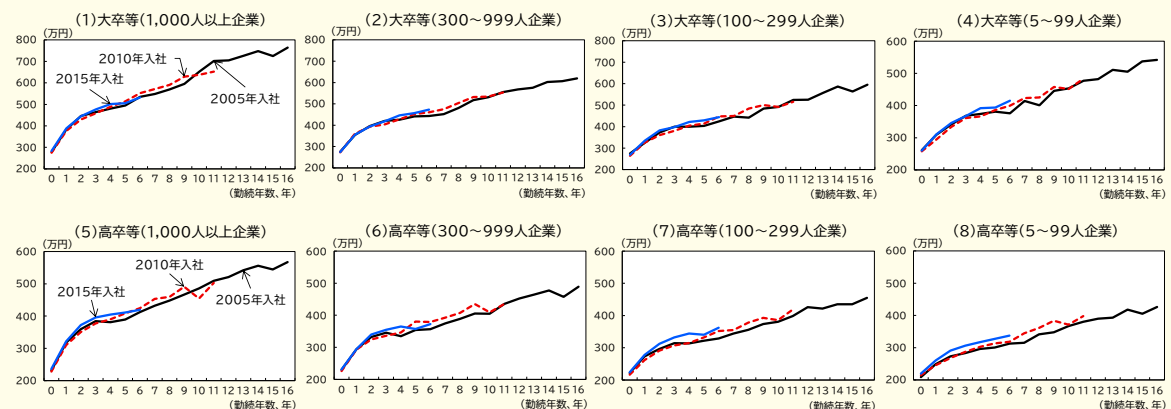 (1)大卒等(1,000人以上企業)
(万円)
800
700
600
500
400
300
200
2010年入社
2015年入社
2005年入社
0 1 2 3 4 5 6 7 8 9 10 11 12 13 14 15 16
(勤続年数、年)
(2)大卒等(300~999人企業)
(万円)
800
700
600
500
400
300
200
0 1 2 3 4 5 6 7 8 9 10 11 12 13 14 15 16
(勤続年数、年)
(3)大卒等(100~299人企業)
(万円)
800
700
600
500
400
300
200
0 1 2 3 4 5 6 7 8 9 10 11 12 13 14 15 16
(勤続年数、年)
(4)大卒等(5~99人企業)
(万円)
600
500
400
300
200
0 1 2 3 4 5 6 7 8 9 10 11 12 13 14 15 16
(勤続年数、年)
(5)高卒等(1,000人以上企業)
(万円)
600
500
400
300
200
2010年入社
2015年入社
2005年入社
0 1 2 3 4 5 6 7 8 9 10 11 12 13 14 15 16
(勤続年数、年)
(6)高卒等(300~999人企業)
(万円)
600
500
400
300
200
0 1 2 3 4 5 6 7 8 9 10 11 12 13 14 15 16
(勤続年数、年)
(7)高卒等(100~299人企業)
(万円)
600
500
400
300
200
0 1 2 3 4 5 6 7 8 9 10 11 12 13 14 15 16
(勤続年数、年)
(8)高卒等(5~99人企業)
(万円)
600
500
400
300
200
0 1 2 3 4 5 6 7 8 9 10 11 12 13 14 15 16
(勤続年数、年)